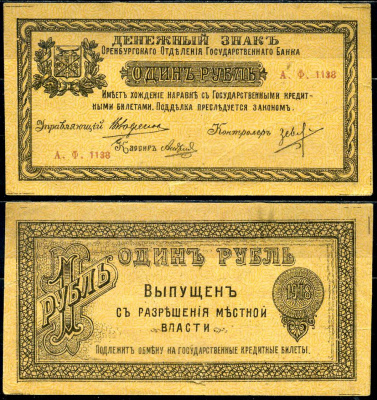 ДЕНЕЖНЫЙ ЗНАКЪ
ОРЕНБУРГСКАГО ОТДѢЛЕНІЯ ГОСУДАРСТВЕННАГО БАНКА
ОДИНЪ РУБЛЬ
А. Ф. 1138
ИМѢЕТЪ ХОЖДЕНІЕ НАРАВНѢ СЪ ГОСУДАРСТВЕННЫМИ КРЕДИТ-
НЫМИ БИЛЕТАМИ. ПОДДѢЛКА ПРЕСЛѢДУЕТСЯ ЗАКОНОМЪ.
Управляющій
Контролеръ
А. Ф. 1138
Кассиръ
1 РУБЛЬ
ОДИНЪ РУБЛЬ
1918
ВЫПУЩЕНЪ
СЪ РАЗРѢШЕНІЯ МѢСТНОЙ
ВЛАСТИ
ПОДЛЕЖИТЪ ОБМѢНУ НА ГОСУДАРСТВЕННЫЕ КРЕДИТНЫЕ БИЛЕТЫ.